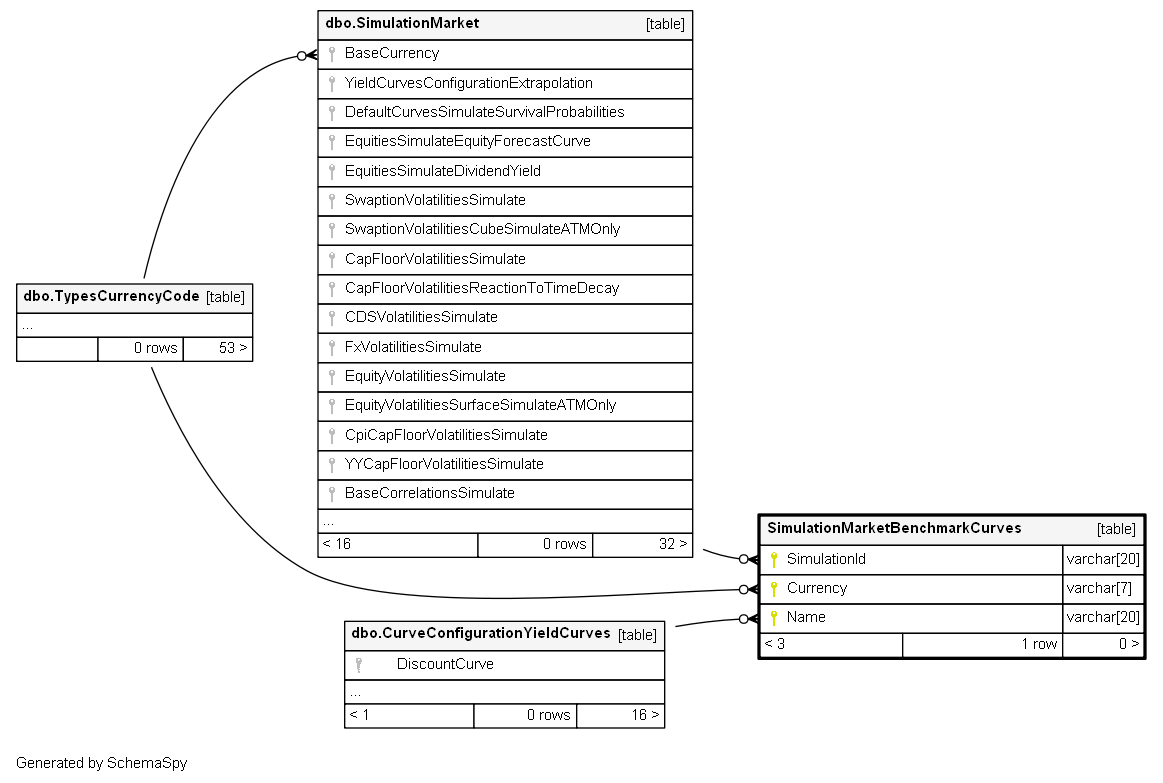 dbo.SimulationMarket [table]
BaseCurrency
YieldCurvesConfigurationExtrapolation
DefaultCurvesSimulateSurvivalProbabilities
EquitiesSimulateEquityForecastCurve
EquitiesSimulateDividendYield
SwaptionVolatilitiesSimulate
SwaptionVolatilitiesCubeSimulateATMOnly
CapFloorVolatilitiesSimulate
CapFloorVolatilitiesReactionToTimeDecay
CDSVolatilitiesSimulate
FxVolatilitiesSimulate
EquityVolatilitiesSimulate
EquityVolatilitiesSurfaceSimulateATMOnly
CpiCapFloorVolatilitiesSimulate
YYCapFloorVolatilitiesSimulate
BaseCorrelationsSimulate
...
< 16 0 rows 32 >
dbo.TypesCurrencyCode [table]
...
0 rows 53 >
SimulationMarketBenchmarkCurves [table]
SimulationId varchar[20]
Currency varchar[7]
Name varchar[20]
< 3 1 row 0 >
dbo.CurveConfigurationYieldCurves [table]
DiscountCurve
...
< 1 0 rows 16 >
Generated by SchemaSpy